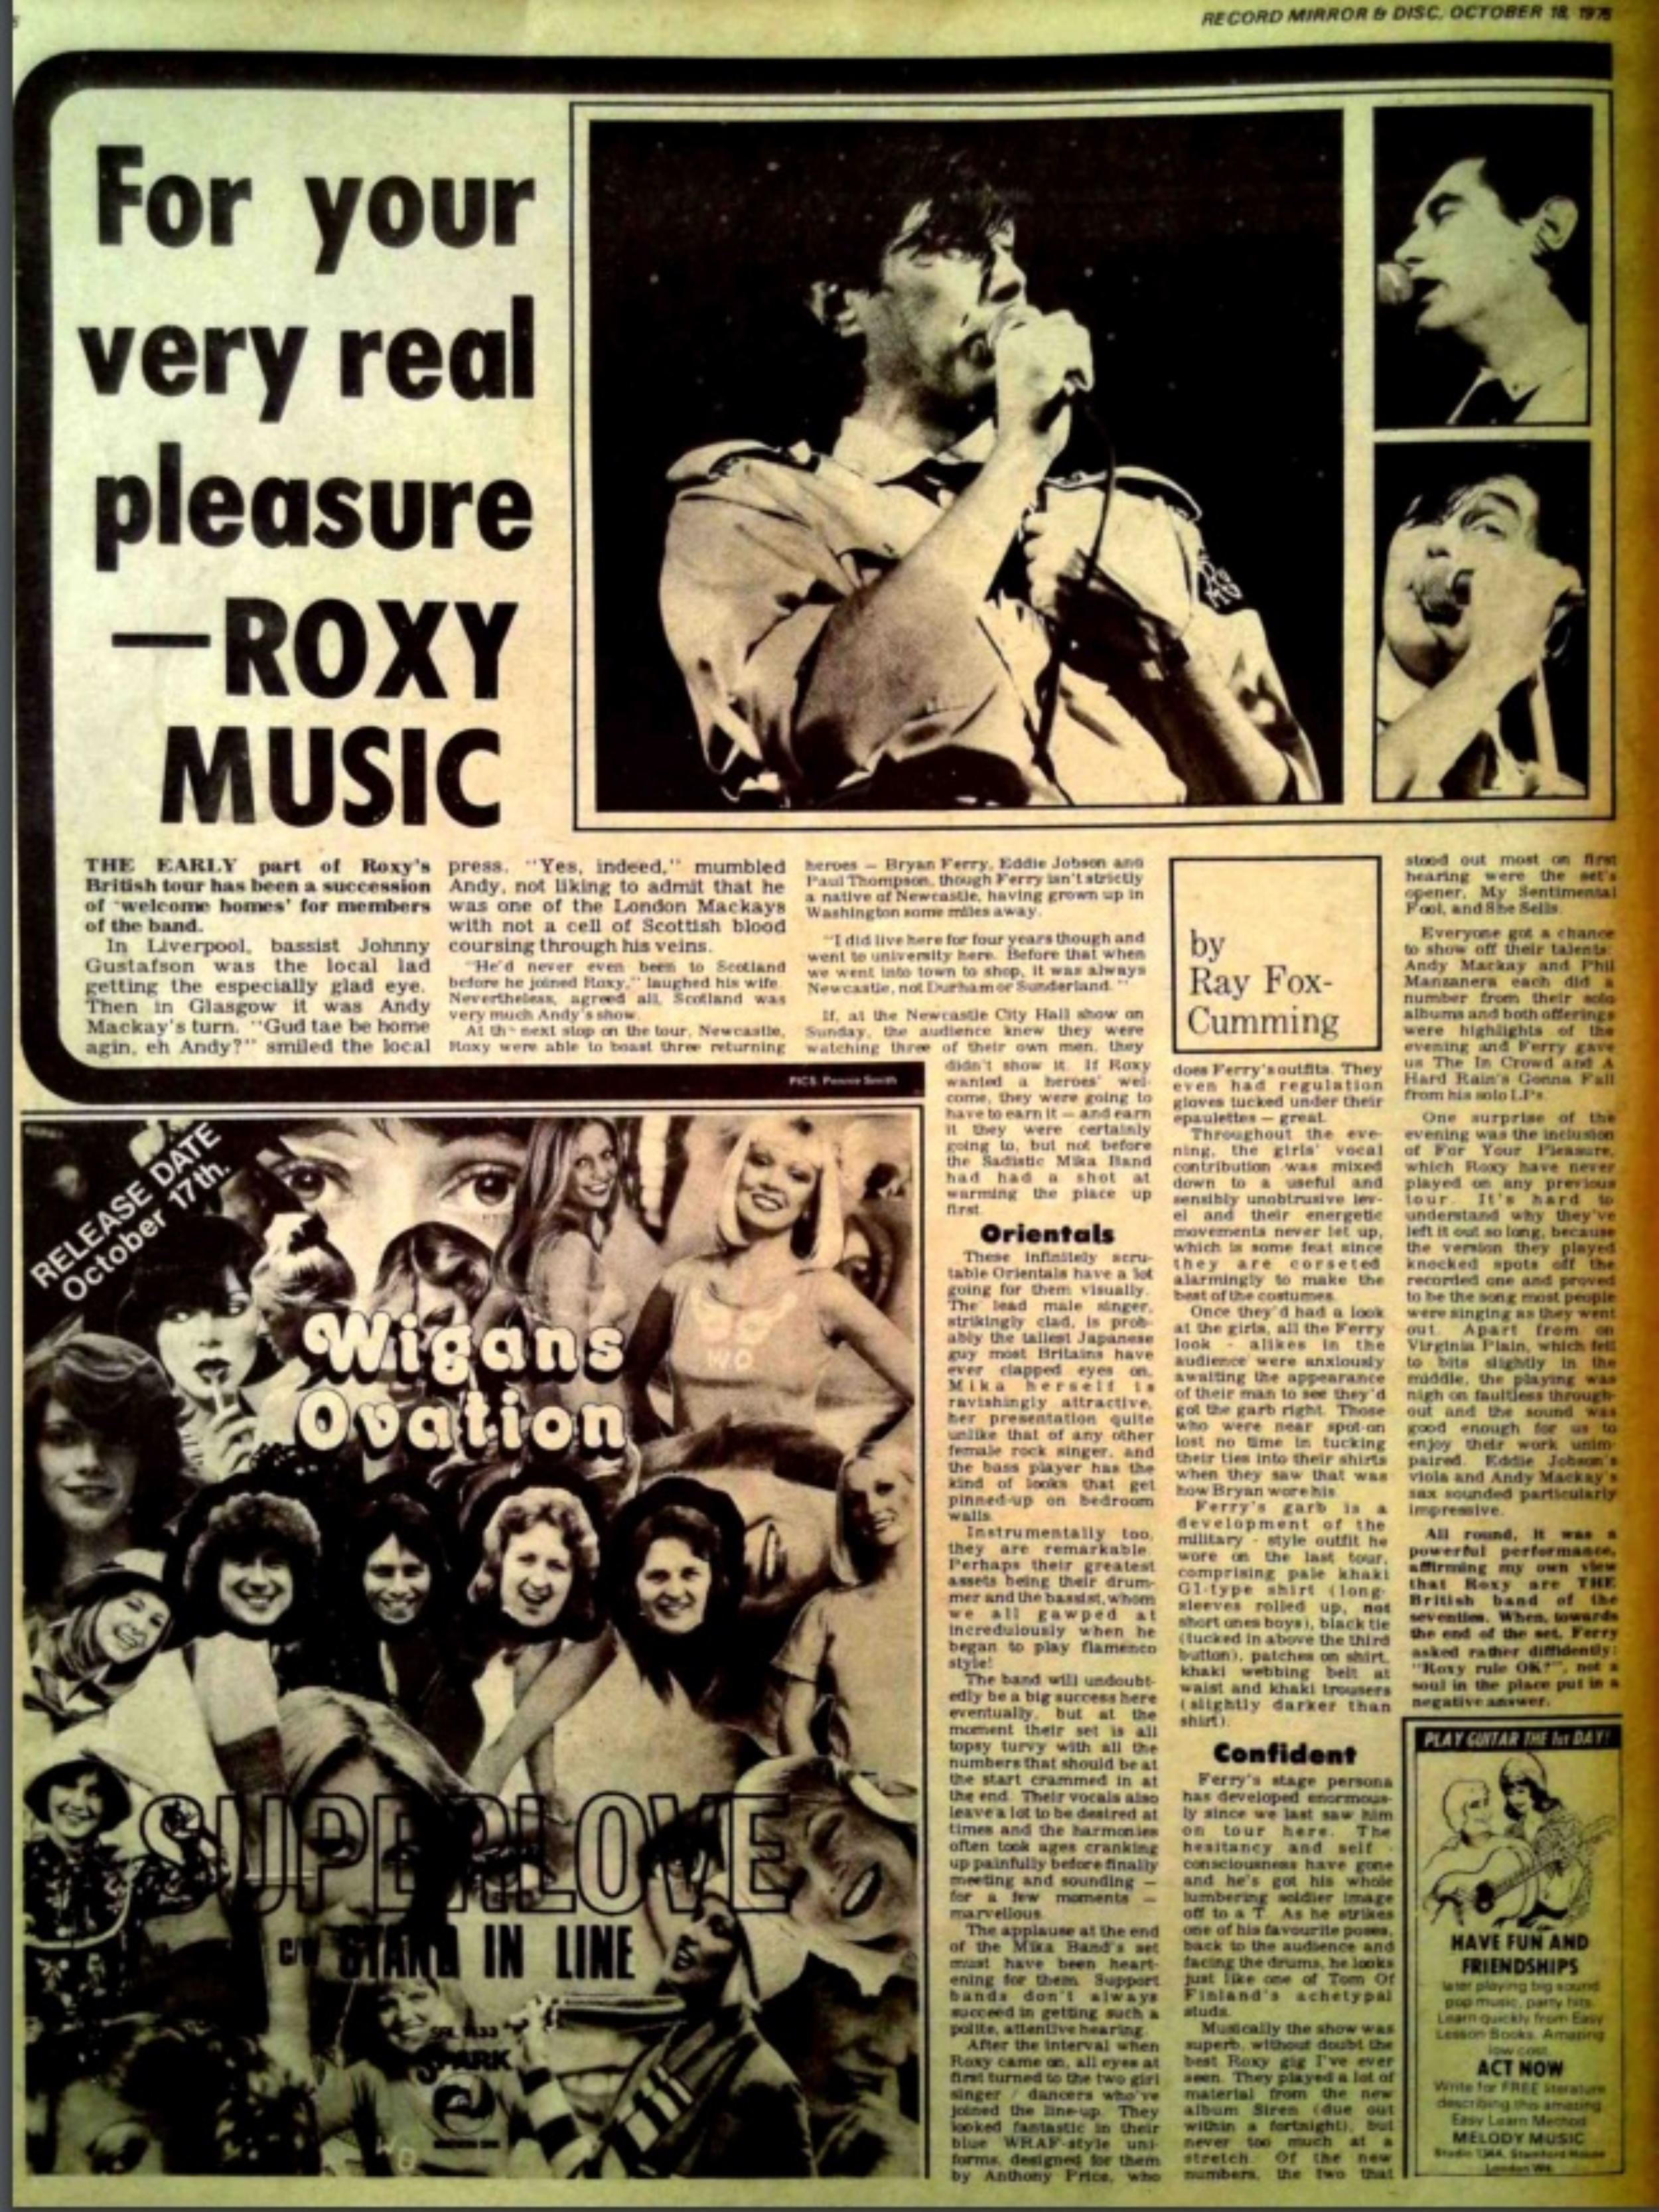 RECORD MIRROR & DISC, OCTOBER 18, 1975
For your
very real
pleasure
—ROXY
MUSIC
THE EARLY part of Roxy's
British tour has been a succession
of 'welcome homes' for members
of the band.
In Liverpool, bassist Johnny
Gustafson was the local lad
getting the especially glad eye.
Then in Glasgow it was Andy
Mackay's turn. "Gud tae be home
agin, eh Andy?" smiled the local
press. "Yes, indeed," mumbled
Andy, not liking to admit that he
was one of the London Mackays
with not a cell of Scottish blood
coursing through his veins.
"He'd never even been to Scotland
before he joined Roxy," laughed his wife.
Nevertheless, agreed all, Scotland was
very much Andy's show.
At the next stop on the tour, Newcastle,
Roxy were able to boast three returning
heroes — Bryan Ferry, Eddie Jobson and
Paul Thompson, though Ferry isn't strictly
a native of Newcastle, having grown up in
Washington some miles away.
"I did live here for four years though and
went to university here. Before that when
we went into town to shop, it was always
Newcastle, not Durham or Sunderland."
If, at the Newcastle City Hall show on
Sunday, the audience knew they were
watching three of their own men, they
didn't show it. If Roxy
wanted a heroes' wel-
come, they were going to
have to earn it — and earn
it they were certainly
going to, but not before
the Sadistic Mika Band
had had a shot at
warming the place up
first.
Orientals
These infinitely scru-
table Orientals have a lot
going for them visually.
The lead male singer,
strikingly clad, is prob-
ably the tallest Japanese
guy most Britains have
ever clapped eyes on,
Mika herself is
ravishingly attractive,
her presentation quite
unlike that of any other
female rock singer, and
the bass player has the
kind of looks that get
pinned-up on bedroom
walls.
Instrumentally too,
they are remarkable.
Perhaps their greatest
assets being their drum-
mer and the bassist, whom
we all gawped at
incredulously when he
began to play flamenco
style!
The band will undoubt-
edly be a big success here
eventually, but at the
moment their set is all
topsy turvy with all the
numbers that should be at
the start crammed in at
the end. Their vocals also
leave a lot to be desired at
times and the harmonies
often took ages cranking
up painfully before finally
meeting and sounding —
for a few moments —
marvellous.
The applause at the end
of the Mika Band's set
must have been heart-
ening for them. Support
bands don't always
succeed in getting such a
polite, attentive hearing.
After the interval when
Roxy came on, all eyes at
first turned to the two girl
singer / dancers who've
joined the line-up. They
looked fantastic in their
blue WRAF-style uni-
forms, designed for them
by Anthony Price, who
by
Ray Fox-
Cumming
does Ferry's outfits. They
even had regulation
gloves tucked under their
epaulettes — great.
Throughout the eve-
ning, the girls' vocal
contribution was mixed
down to a useful and
sensibly unobtrusive lev-
el and their energetic
movements never let up,
which is some feat since
they are corseted
alarmingly to make the
best of the costumes.
Once they'd had a look
at the girls, all the Ferry
look - alikes in the
audience were anxiously
awaiting the appearance
of their man to see they'd
got the garb right. Those
who were near spot-on
lost no time in tucking
their ties into their shirts
when they saw that was
how Bryan wore his.
Ferry's garb is a
development of the
military - style outfit he
wore on the last tour,
comprising pale khaki
GI-type shirt (long-
sleeves rolled up, not
short ones boys), black tie
(tucked in above the third
button), patches on shirt,
khaki webbing belt at
waist and khaki trousers
(slightly darker than
shirt).
Confident
Ferry's stage persona
has developed enormous-
ly since we last saw him
on tour here. The
hesitancy and self -
consciousness have gone
and he's got his whole
lumbering soldier image
off to a T. As he strikes
one of his favourite poses,
back to the audience and
facing the drums, he looks
just like one of Tom Of
Finland's achetypal
studs.
Musically the show was
superb, without doubt the
best Roxy gig I've ever
seen. They played a lot of
material from the new
album Siren (due out
within a fortnight), but
never too much at a
stretch. Of the new
numbers, the two that
stood out most on first
hearing were the set's
opener, My Sentimental
Fool, and She Sells.
Everyone got a chance
to show off their talents:
Andy Mackay and Phil
Manzanera each did a
number from their solo
albums and both offerings
were highlights of the
evening and Ferry gave
us The In Crowd and A
Hard Rain's Gonna Fall
from his solo LPs.
One surprise of the
evening was the inclusion
of For Your Pleasure,
which Roxy have never
played on any previous
tour. It's hard to
understand why they've
left it out so long, because
the version they played
knocked spots off the
recorded one and proved
to be the song most people
were singing as they went
out. Apart from on
Virginia Plain, which fell
to bits slightly in the
middle, the playing was
nigh on faultless through-
out and the sound was
good enough for us to
enjoy their work unim-
paired. Eddie Jobson's
viola and Andy Mackay's
sax sounded particularly
impressive.
All round, it was a
powerful performance,
affirming my own view
that Roxy are THE
British band of the
seventies. When, towards
the end of the set, Ferry
asked rather diffidently:
"Roxy rule OK?", not a
soul in the place put in a
negative answer.
PICS: Pennie Smith
RELEASE DATE
October 17th.
Wigans
Ovation
WO
SUPERLOVE
c/w STAND IN LINE
SRL 1133
SPARK
WO
PLAY GUITAR THE 1st DAY!
HAVE FUN AND
FRIENDSHIPS
later playing big sound
pop music, party hits.
Learn quickly from Easy
Lesson Books. Amazing
low cost.
ACT NOW
Write for FREE literature
describing this amazing
Easy Learn Method
MELODY MUSIC
London W6